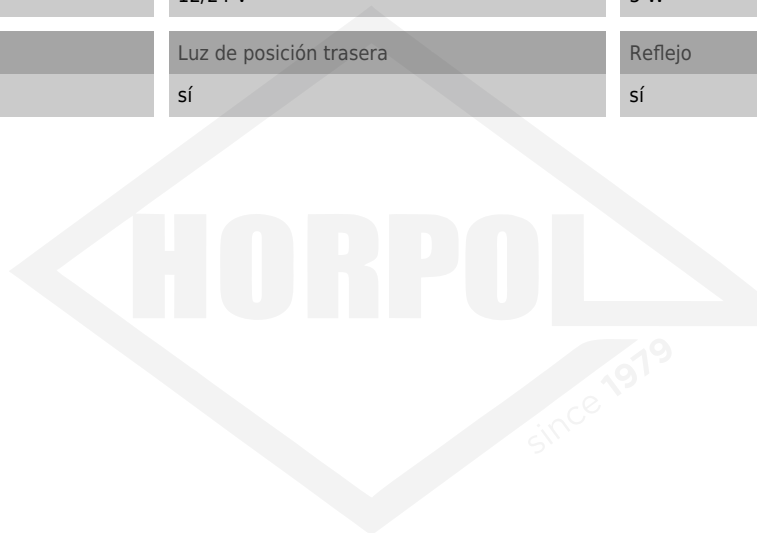 Luz de posición trasera Reflejo
sí sí
HORPOL
since 1979